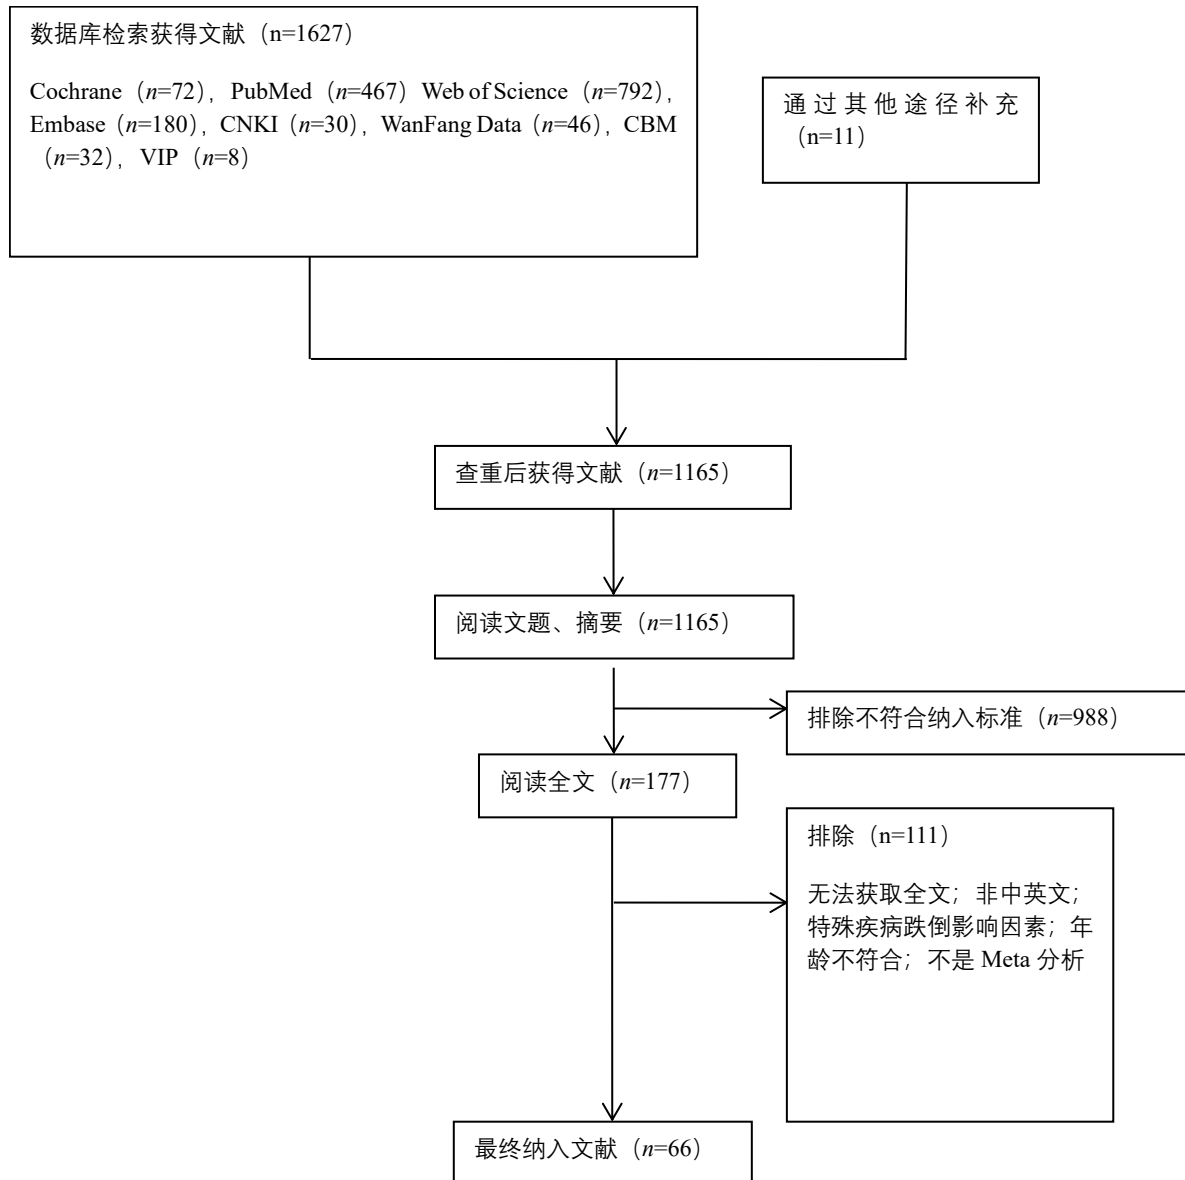 数据库检索获得文献（n=1627）
Cochrane（n=72），PubMed（n=467）Web of Science（n=792），
Embase（n=180），CNKI（n=30），WanFang Data（n=46），CBM
（n=32），VIP（n=8）
通过其他途径补充
（n=11）
查重后获得文献（n=1165）
阅读文题、摘要（n=1165）
排除不符合纳入标准（n=988）
阅读全文（n=177）
排除（n=111）
无法获取全文；非中英文；
特殊疾病跌倒影响因素；年
龄不符合；不是 Meta 分析
最终纳入文献（n=66）